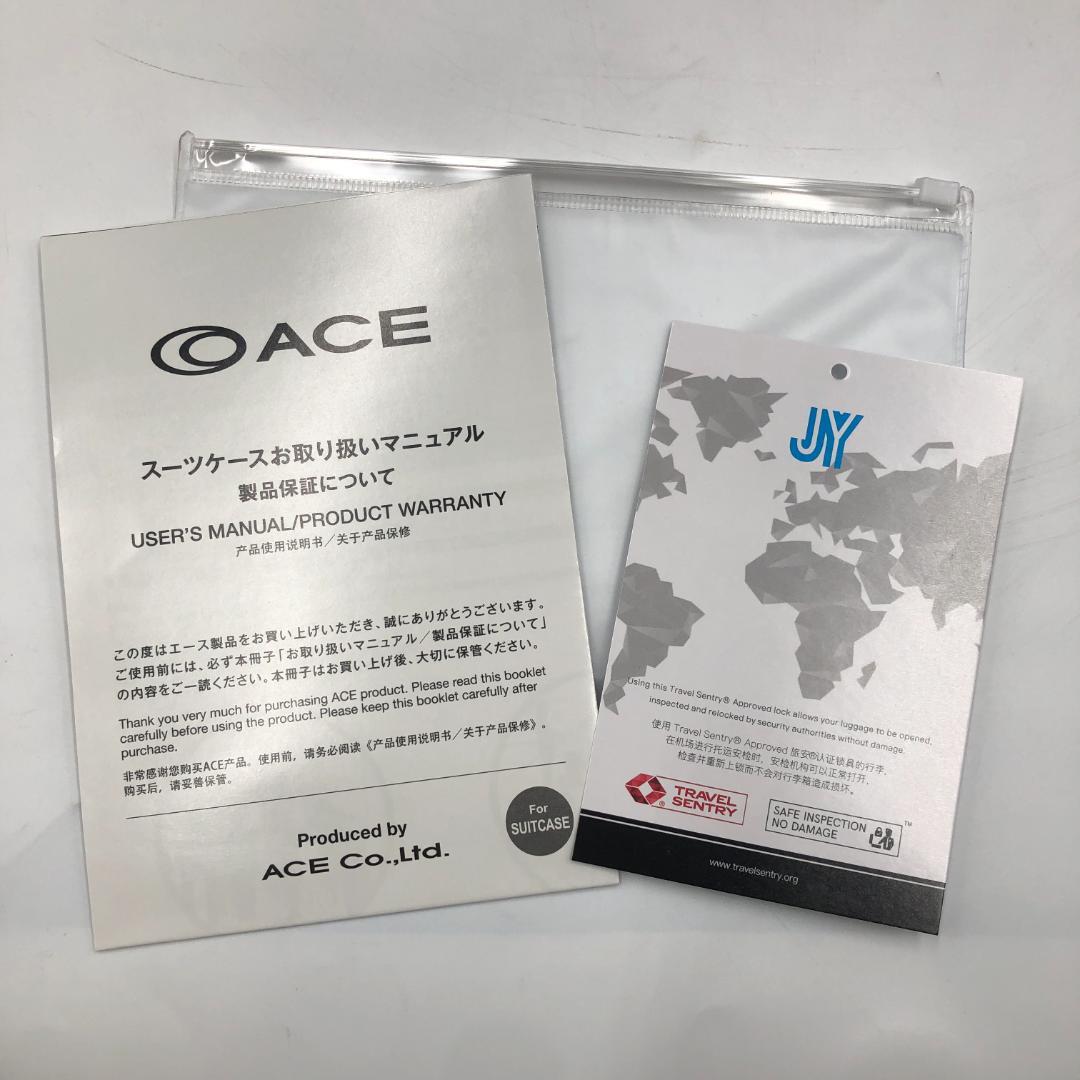 ACE
スーツケースお取り扱いマニュアル
製品保証について
USER'S MANUAL/PRODUCT WARRANTY
产品使用说明书／关于产品保修
この度はエース製品をお買い上げいただき、誠にありがとうございます。
ご使用前には、必ず本冊子「お取り扱いマニュアル／製品保証について」
の内容をご一読ください。本冊子はお買い上げ後、大切に保管ください。
Thank you very much for purchasing ACE product. Please read this booklet
carefully before using the product. Please keep this booklet carefully after
purchase.
非常感谢您购买ACE产品。使用前，请务必阅读《产品使用说明书／关于产品保修》。
购买后，请妥善保管。
For
SUITCASE
Produced by
ACE Co.,Ltd.
JY
Using this Travel Sentry® Approved lock allows your luggage to be opened,
inspected and relocked by security authorities without damage.
使用 Travel Sentry® Approved 旅安®认证锁具的行李,
在机场进行托运安检时，安检机构可以正常打开,
检查并重新上锁而不会对行李箱造成损坏。
TRAVEL
SENTRY
®
SAFE INSPECTION
NO DAMAGE
™
www.travelsentry.org